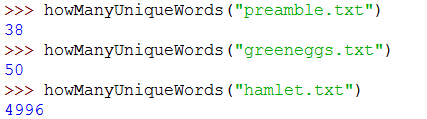 >>> howManyUniqueWords("preamble.txt")
38
>>> howManyUniqueWords("greeneggs.txt")
50
>>> howManyUniqueWords("hamlet.txt")
4996